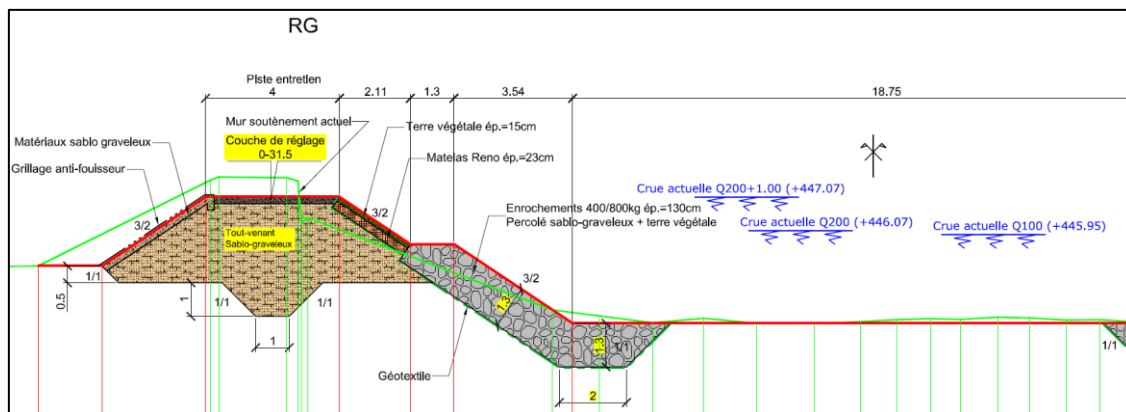 RG
Piste entretien
4
2.11
1.3
3.54
18.75
Mur soutènement actuel
Terre végétale ép.=15cm
Matériaux sablo graveleux
Couche de réglage
0-31.5
Matelas Reno ép.=23cm
Grillage anti-fouisseur
Crue actuelle Q200+1.00 (+447.07)
Enrochements 400/800kg ép.=130cm
Percolé sablo-graveleux + terre végétale
Crue actuelle Q200 (+446.07)
Crue actuelle Q100 (+445.95)
3/2
3/2
Tout-venant
Sablo-graveleux
3/2
1/1
0.5
1
1/1
1/1
1.3
1.3
1/1
1/1
1
Géotextile
2